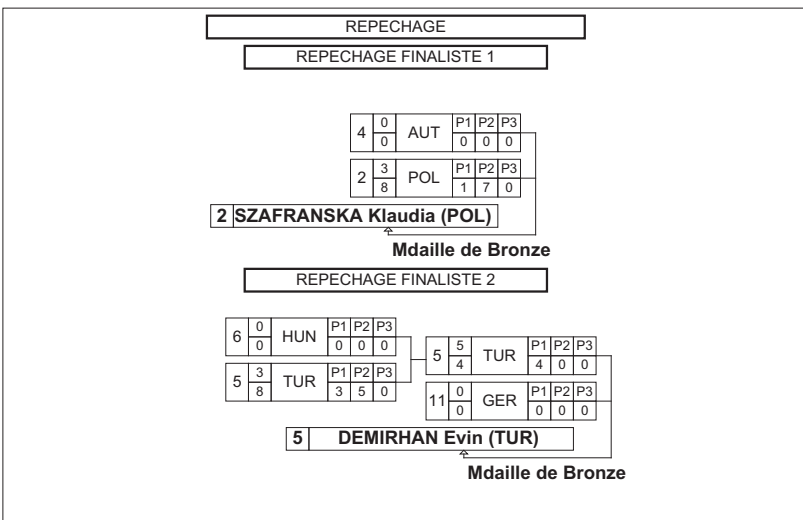 REPECHAGE
REPECHAGE FINALISTE 1
4 0 0 AUT P1 P2 P3 0 0 0
2 3 8 POL P1 P2 P3 1 7 0
2 SZAFRANSKA Klaudia (POL)
Mdaille de Bronze
REPECHAGE FINALISTE 2
6 0 0 HUN P1 P2 P3 0 0 0
5 3 8 TUR P1 P2 P3 3 5 0
5 5 4 TUR P1 P2 P3 4 0 0
11 0 0 GER P1 P2 P3 0 0 0
5 DEMIRHAN Evin (TUR)
Mdaille de Bronze